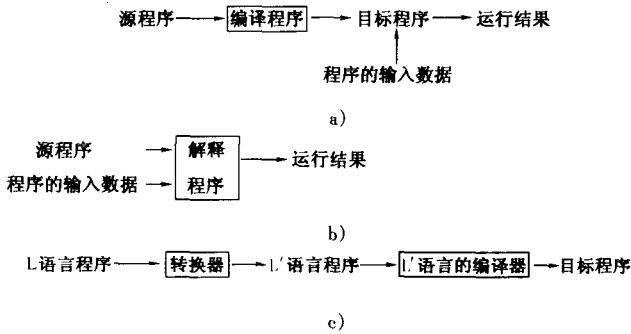 源程序 编译程序 目标程序 运行结果
程序的输入数据
a)
源程序 解释
运行结果
程序的输入数据 程序
b)
L语言程序 转换器 L′语言程序 L′语言的编译器 目标程序
c)